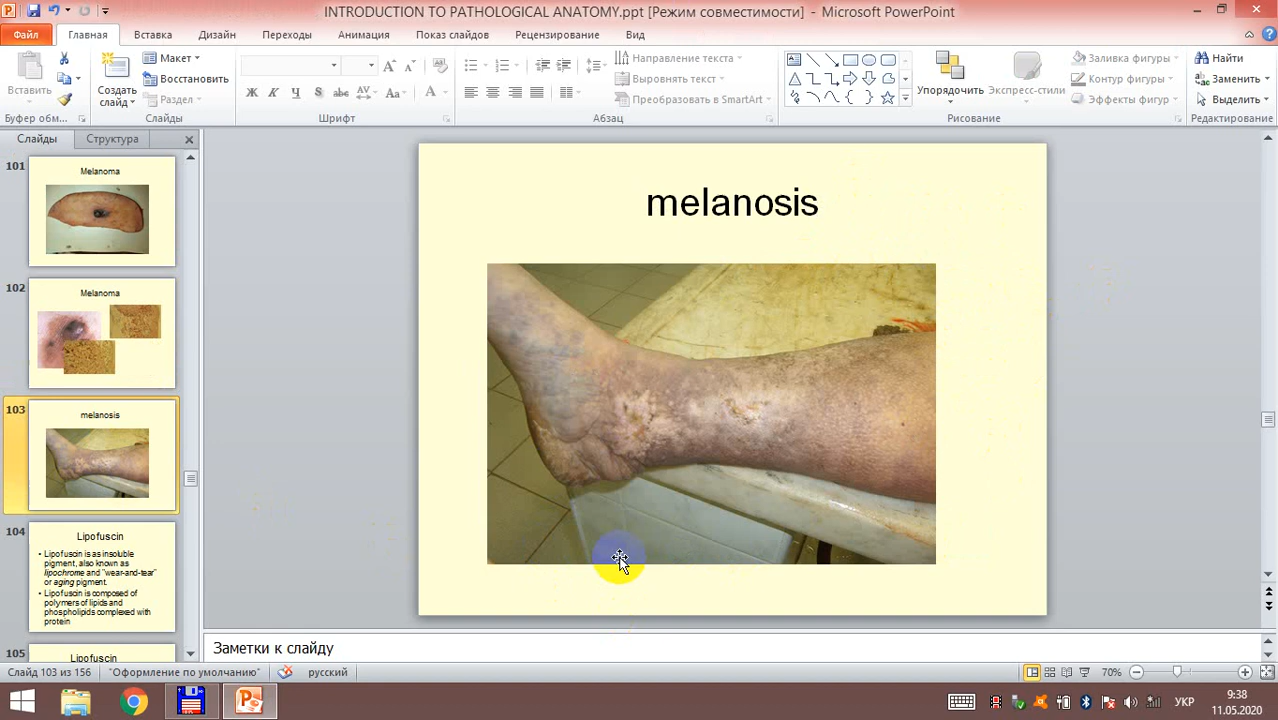 INTRODUCTION TO PATHOLOGICAL ANATOMY.ppt [Режим совместимости] - Microsoft PowerPoint
Файл Главная Вставка Дизайн Переходы Анимация Показ слайдов Рецензирование Вид
Вставить
Буфер обм...
Создать слайд
Макет
Восстановить
Раздел
Слайды
Ж К Ч S abc AV Aa А
Шрифт
Направление текста
Выровнять текст
Преобразовать в SmartArt
Абзац
Упорядочить
Экспресс-стили
Заливка фигуры
Контур фигуры
Эффекты фигур
Рисование
Найти
Заменить
Выделить
Редактирование
Слайды Структура
101
Melanoma
102
Melanoma
103
melanosis
104
Lipofuscin
• Lipofuscin is as insoluble
pigment, also known as
lipochrome and "wear-and-tear"
or aging pigment.
• Lipofuscin is composed of
polymers of lipids and
phospholipids complexed with
protein
105
Lipofuscin
melanosis
Заметки к слайду
Слайд 103 из 156 "Оформление по умолчанию" русский 70%
УКР
9:38
11.05.2020